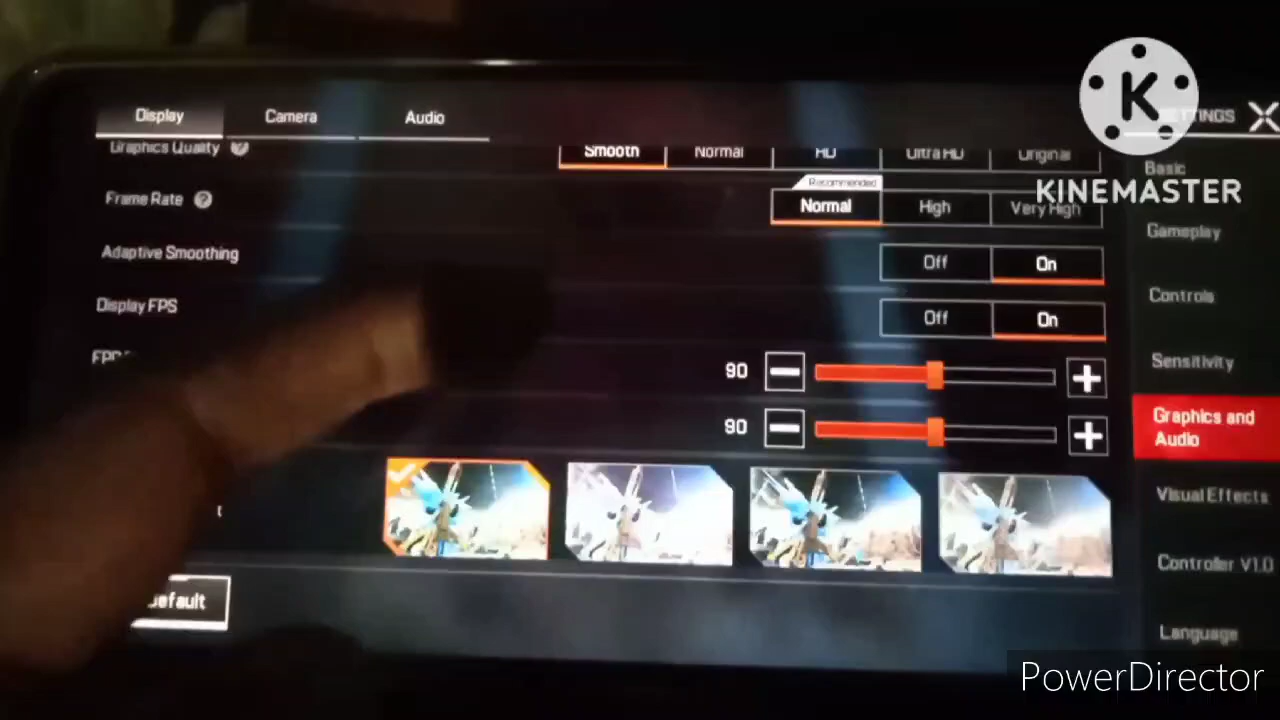 Display Camera Audio
SETTINGS
Graphics Quality ? Smooth Normal HD Ultra HD Original
Recommended
Frame Rate ? Normal High Very High
Adaptive Smoothing Off On
Display FPS Off On
90
90
Default
Basic
Gameplay
Controls
Sensitivity
Graphics and
Audio
Visual Effects
Controller V1.0
Language
K
KINEMASTER
PowerDirector